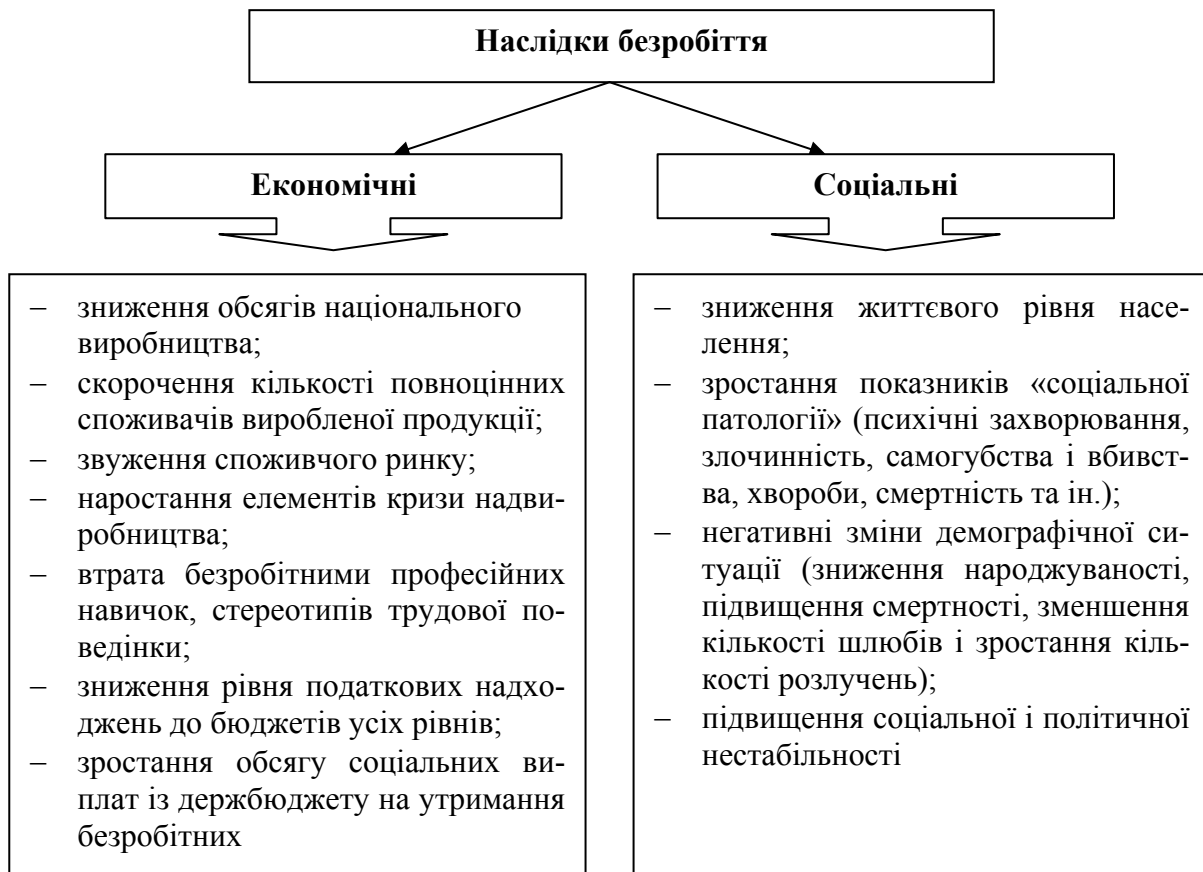 Наслідки безробіття
Економічні
Соціальні
– зниження обсягів національного
виробництва;
– скорочення кількості повноцінних
споживачів виробленої продукції;
– звуження споживчого ринку;
– наростання елементів кризи надви-
робництва;
– втрата безробітними професійних
навичок, стереотипів трудової по-
ведінки;
– зниження рівня податкових надхо-
джень до бюджетів усіх рівнів;
– зростання обсягу соціальних ви-
плат із держбюджету на утримання
безробітних
– зниження життєвого рівня насе-
лення;
– зростання показників «соціальної
патології» (психічні захворювання,
злочинність, самогубства і вбивст-
ва, хвороби, смертність та ін.);
– негативні зміни демографічної си-
туації (зниження народжуваності,
підвищення смертності, зменшення
кількості шлюбів і зростання кіль-
кості розлучень);
– підвищення соціальної і політичної
нестабільності